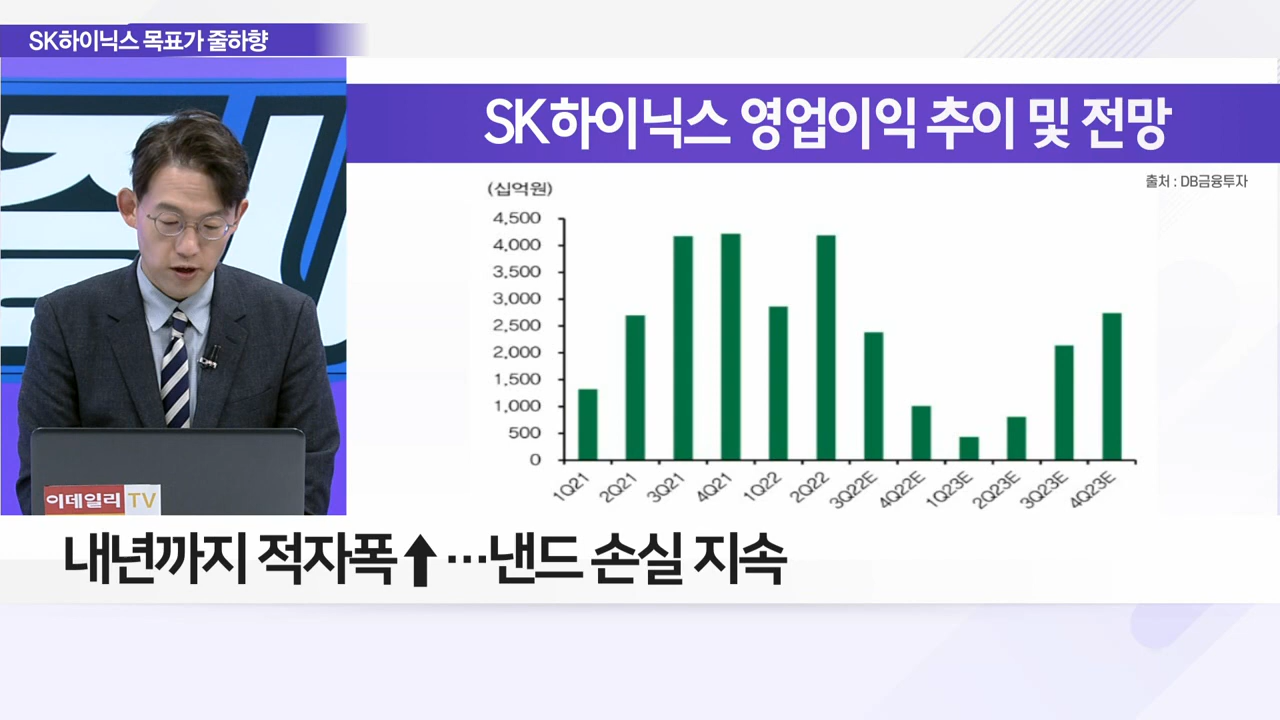 SK하이닉스 목표가 줄하향
SK하이닉스 영업이익 추이 및 전망
출처 : DB금융투자
(십억원)
4,500
4,000
3,500
3,000
2,500
2,000
1,500
1,000
500
0
1Q21 2Q21 3Q21 4Q21 1Q22 2Q22 3Q22E 4Q22E 1Q23E 2Q23E 3Q23E 4Q23E
이데일리 TV
내년까지 적자폭⬆…낸드 손실 지속